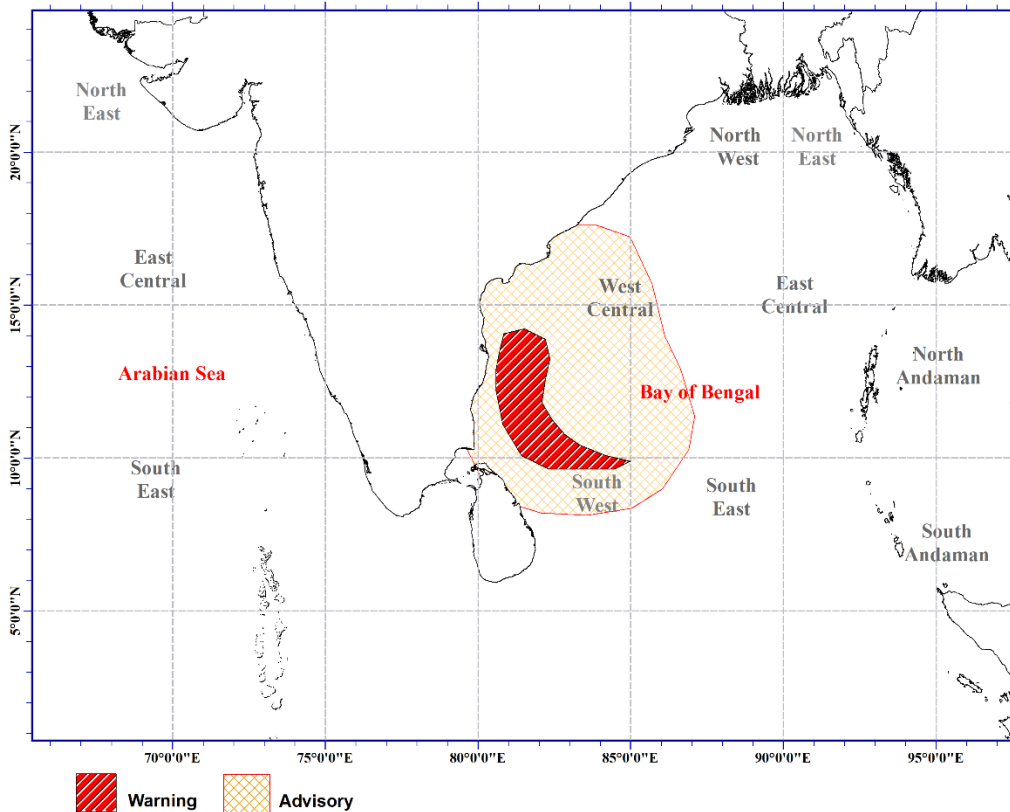 North
East
North
West
North
East
20°0'0"N
East
Central
West
Central
East
Central
15°0'0"N
Arabian Sea
North
Andaman
Bay of Bengal
10°0'0"N
South
East
South
West
South
East
South
Andaman
5°0'0"N
70°0'0"E
75°0'0"E
80°0'0"E
85°0'0"E
90°0'0"E
95°0'0"E
Warning
Advisory